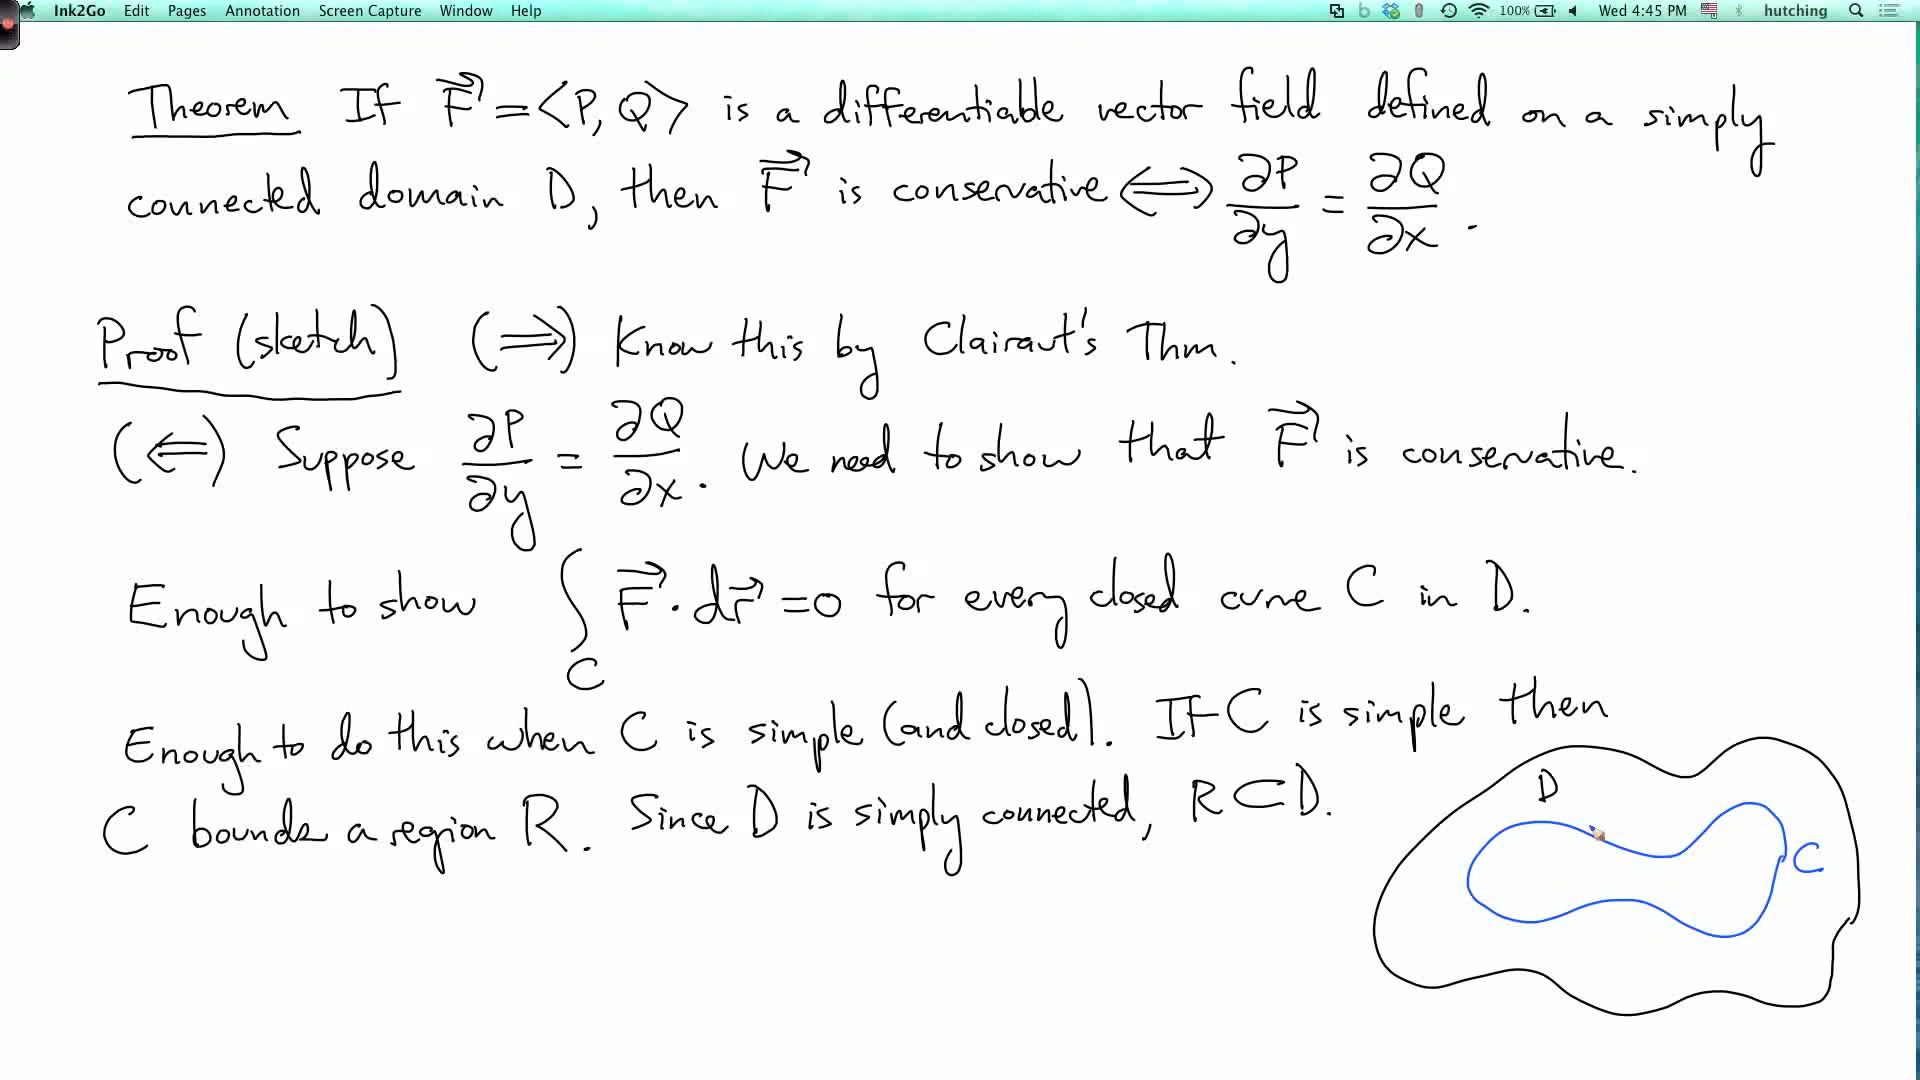 Ink2Go Edit Pages Annotation Screen Capture Window Help 100% Wed 4:45 PM hutching
Theorem If F⃗ = <P, Q> is a differentiable vector field defined on a simply
connected domain D, then F⃗ is conservative ⟺ ∂P/∂y = ∂Q/∂x .
Proof (sketch) (⟹) Know this by Clairaut's Thm.
(⟸) Suppose ∂P/∂y = ∂Q/∂x . We need to show that F⃗ is conservative.
Enough to show ∫_C F⃗ · dr⃗ = 0 for every closed curve C in D.
Enough to do this when C is simple (and closed). If C is simple then
C bounds a region R. Since D is simply connected, R ⊂ D.
D
C